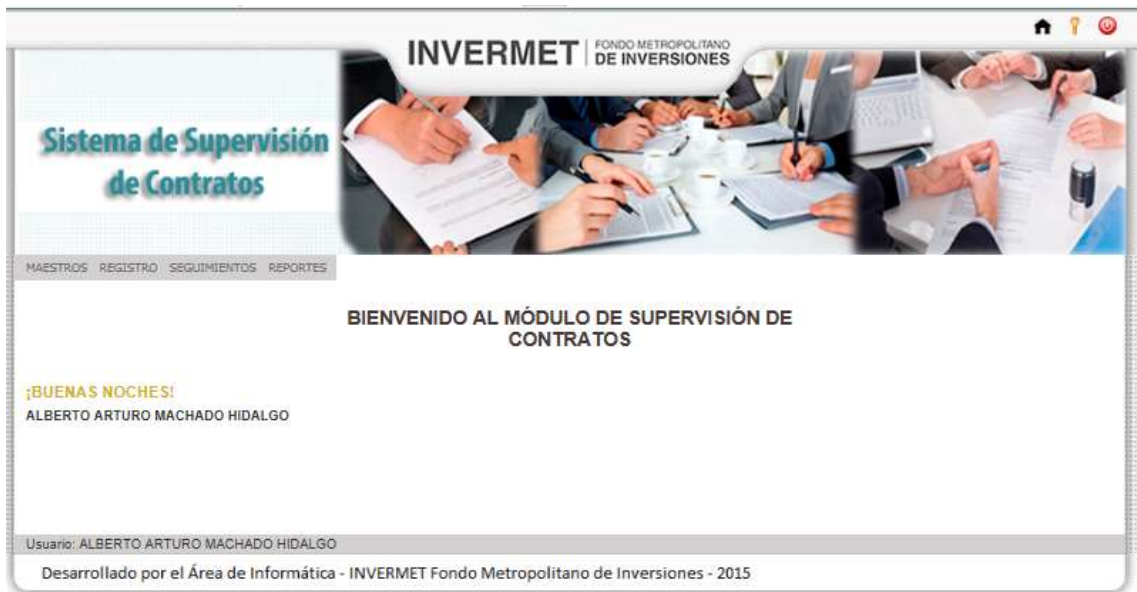 INVERMET FONDO METROPOLITANO
DE INVERSIONES
Sistema de Supervisión
de Contratos
MAESTROS REGISTRO SEGUIMIENTOS REPORTES
BIENVENIDO AL MÓDULO DE SUPERVISIÓN DE
CONTRATOS
¡BUENAS NOCHES!
ALBERTO ARTURO MACHADO HIDALGO
Usuario: ALBERTO ARTURO MACHADO HIDALGO
Desarrollado por el Área de Informática - INVERMET Fondo Metropolitano de Inversiones - 2015